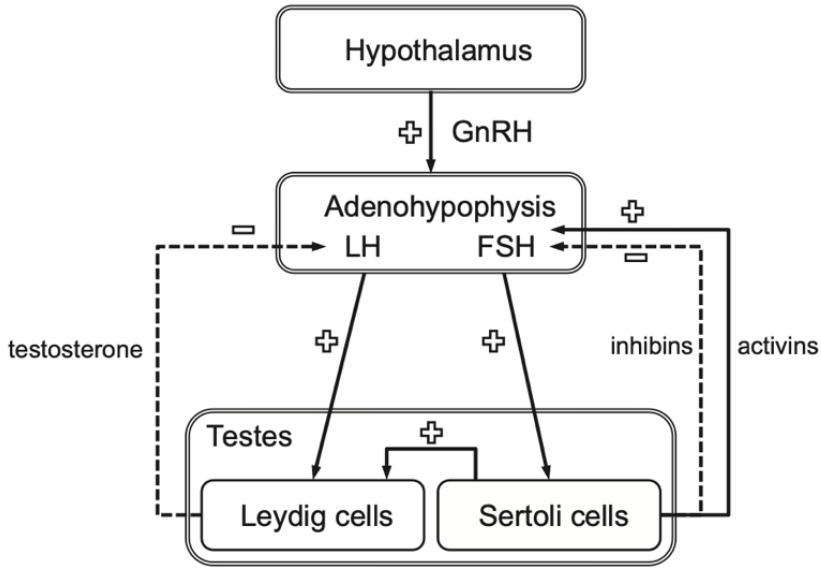 Hypothalamus
+ GnRH
Adenohypophysis
+
−
LH FSH
−
+ +
testosterone
inhibins activins
Testes
+
Leydig cells
Sertoli cells